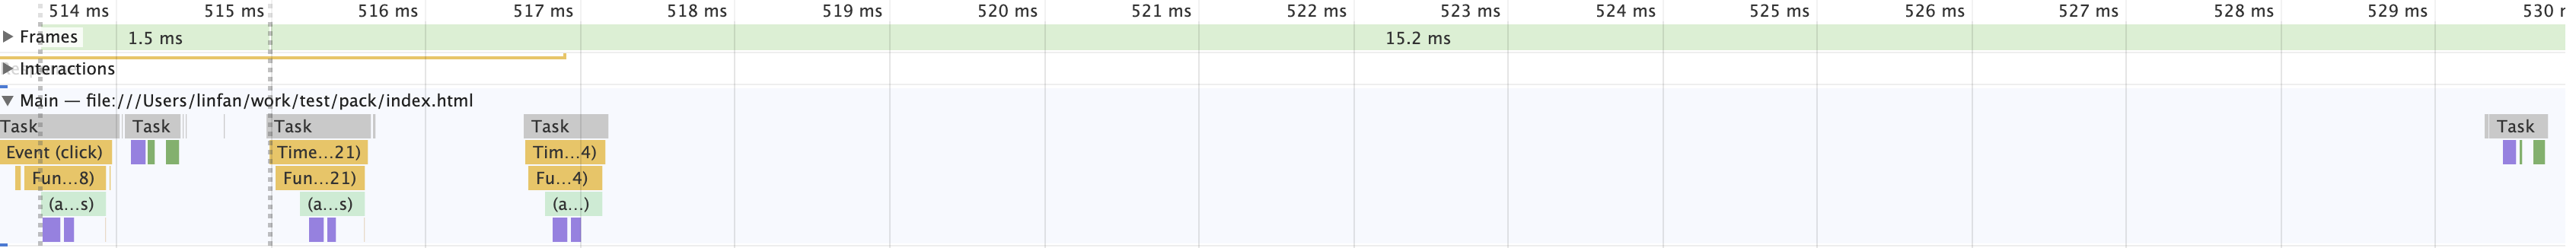 514 ms 515 ms 516 ms 517 ms 518 ms 519 ms 520 ms 521 ms 522 ms 523 ms 524 ms 525 ms 526 ms 527 ms 528 ms 529 ms 530
Frames 1.5 ms 15.2 ms
Interactions
Main — file:///Users/linfan/work/test/pack/index.html
Task Task Task Task Task
Event (click) Time...21) Tim...4)
Fun...8) Fun...21) Fu...4)
(a...s) (a...s) (a...)